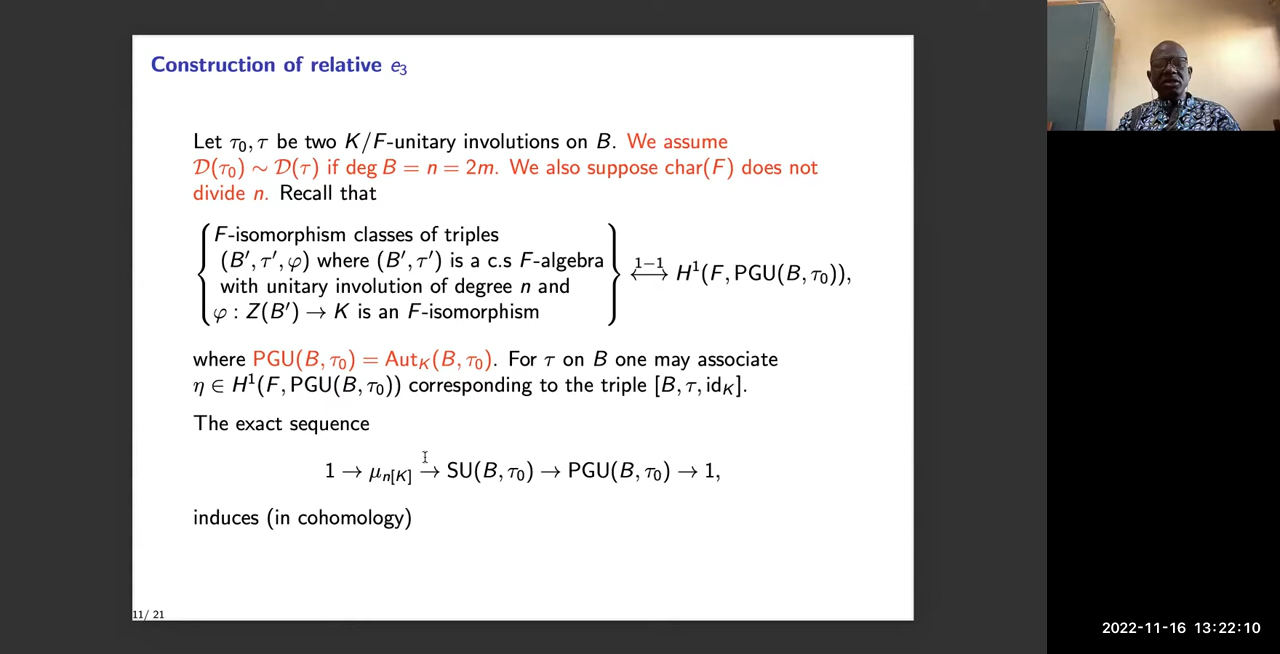 Construction of relative e₃
Let τ₀, τ be two K/F-unitary involutions on B. We assume
𝒟(τ₀) ∼ 𝒟(τ) if deg B = n = 2m. We also suppose char(F) does not
divide n. Recall that
F-isomorphism classes of triples
(B′, τ′, φ) where (B′, τ′) is a c.s F-algebra
with unitary involution of degree n and
φ : Z(B′) → K is an F-isomorphism
⟷ 1−1 H¹(F, PGU(B, τ₀)),
where PGU(B, τ₀) = Aut_K(B, τ₀). For τ on B one may associate
η ∈ H¹(F, PGU(B, τ₀)) corresponding to the triple [B, τ, id_K].
The exact sequence
1 → μ_{n[K]} → SU(B, τ₀) → PGU(B, τ₀) → 1,
induces (in cohomology)
11/ 21
2022-11-16 13:22:10